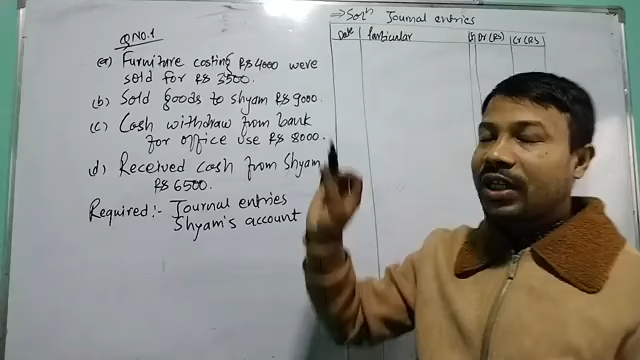 Q NO.1
(a) Furniture costing RS 4000 were
sold for RS 3500.
(b) Sold goods to shyam RS 9000.
(c) Cash withdraw from bank
for office use RS 8000.
d) Received cash from Shyam
RS 6500.
Required:- Journal entries
Shyam's account
⇒ Solⁿ Journal entries
Date Particular Dr (RS) Cr (RS)